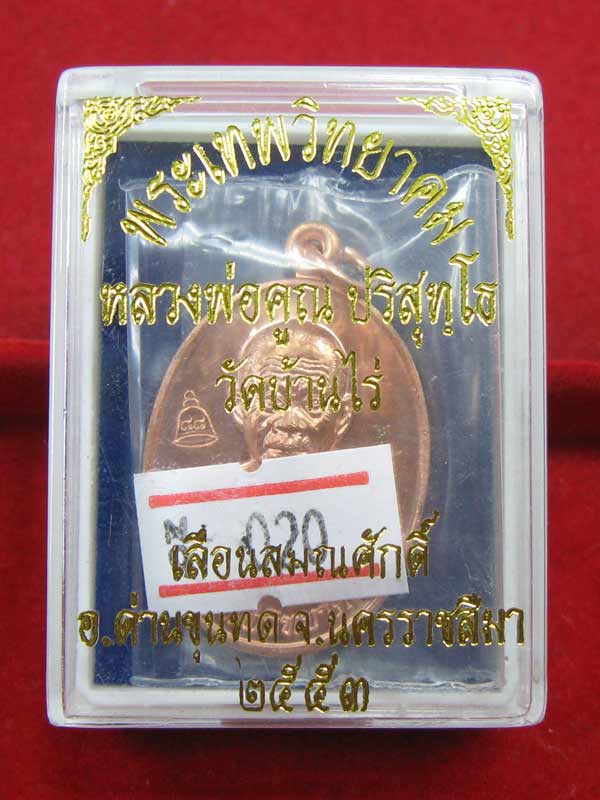 พระเทพวิทยาคม
หลวงพ่อคูณ ปริสุทฺโธ
วัดบ้านไร่
๘๘
020
เลื่อนสมณศักดิ์
อ.ด่านขุนทด จ.นครราชสีมา
๒๕๕๓